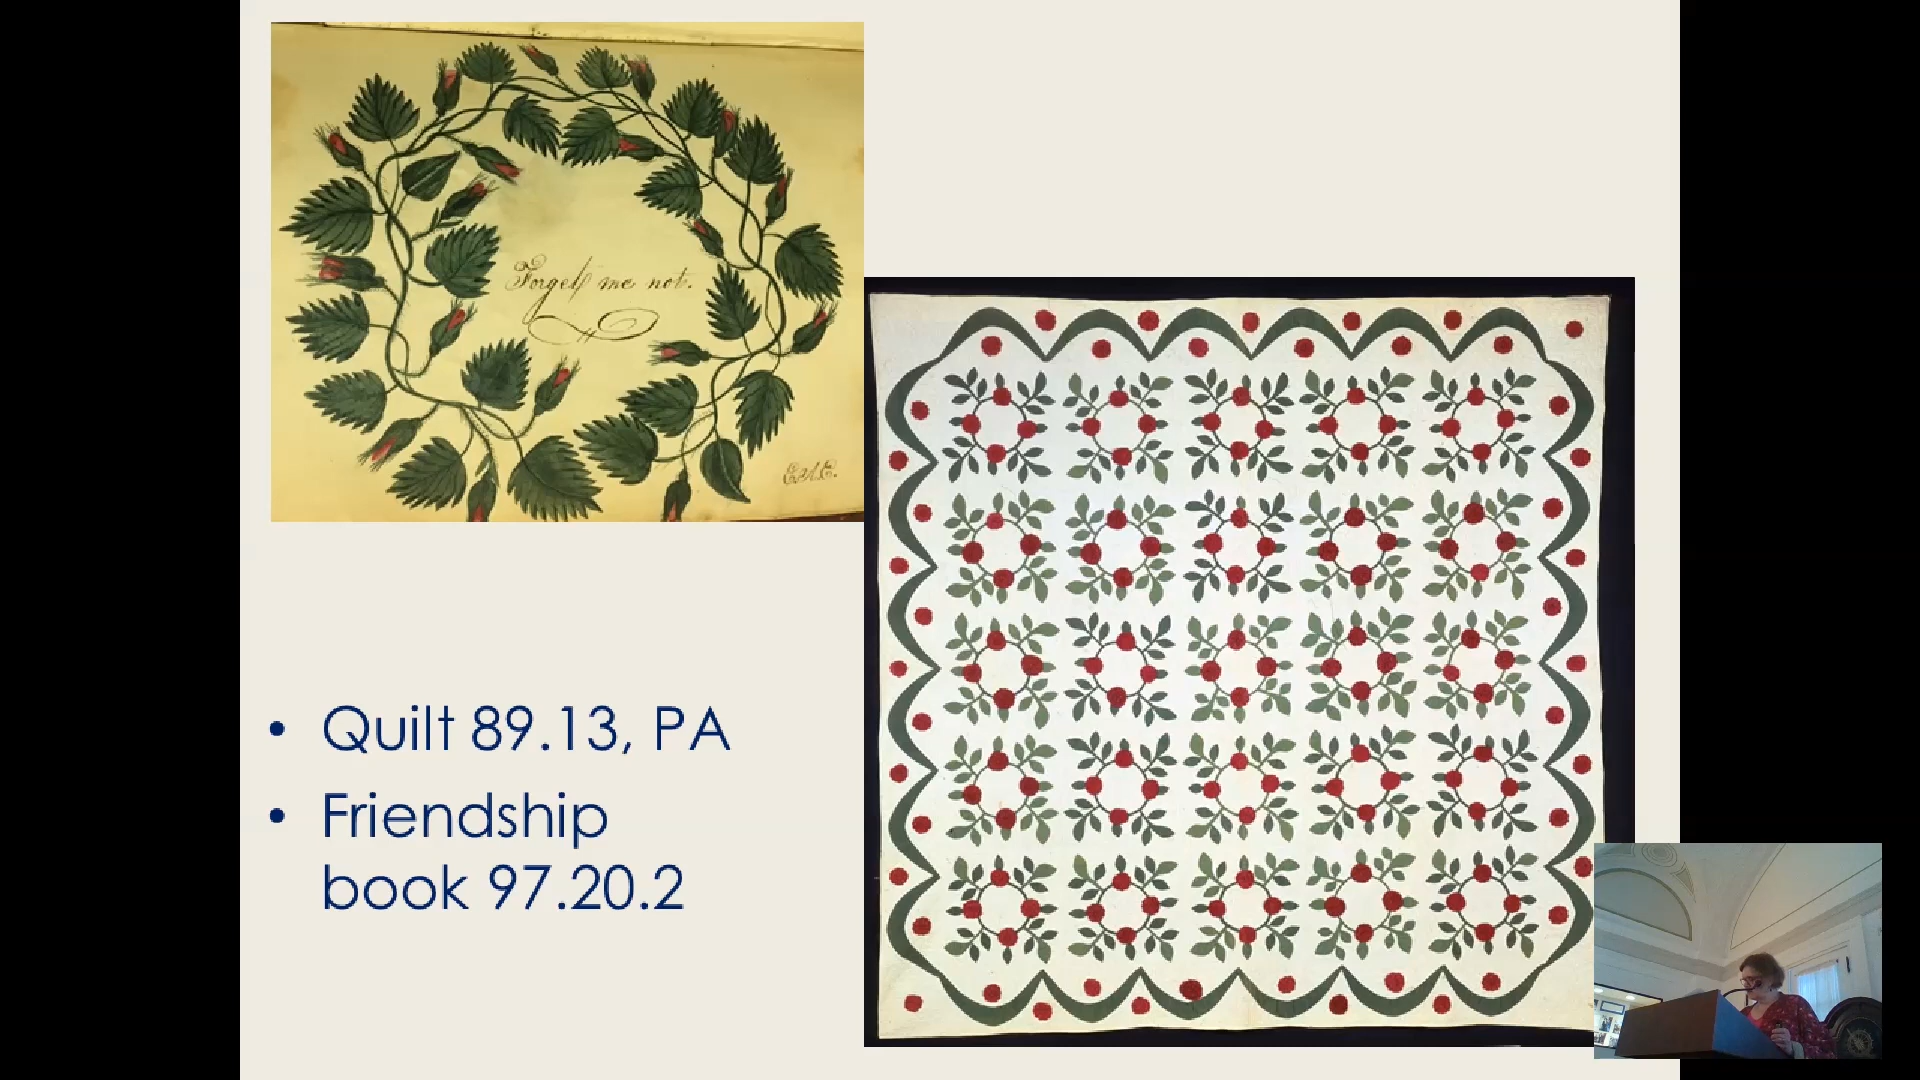 Forget me not.
E.A.C.
• Quilt 89.13, PA
• Friendship
book 97.20.2